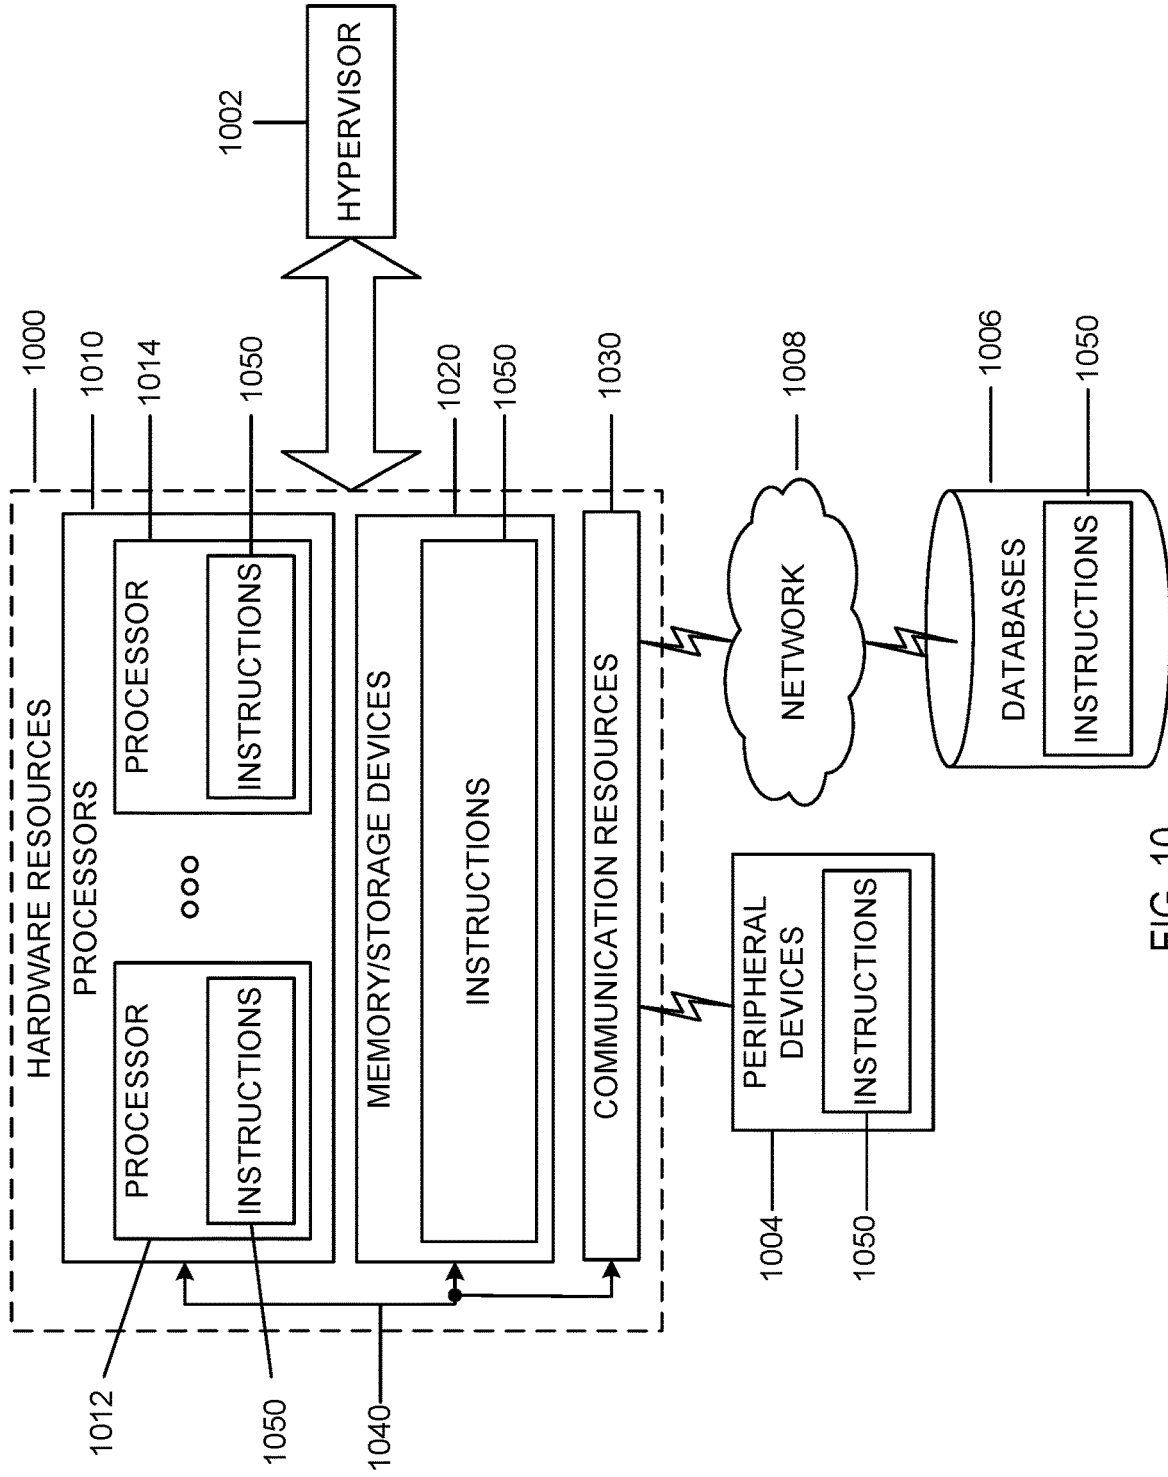 HARDWARE RESOURCES
1000
PROCESSORS
1010
1012
PROCESSOR
INSTRUCTIONS
1050
PROCESSOR
1014
INSTRUCTIONS
1050
1002
HYPERVISOR
MEMORY/STORAGE DEVICES
1020
INSTRUCTIONS
1050
1040
COMMUNICATION RESOURCES
1030
1004
PERIPHERAL
DEVICES
INSTRUCTIONS
1050
NETWORK
1008
DATABASES
1006
INSTRUCTIONS
1050
FIG. 10